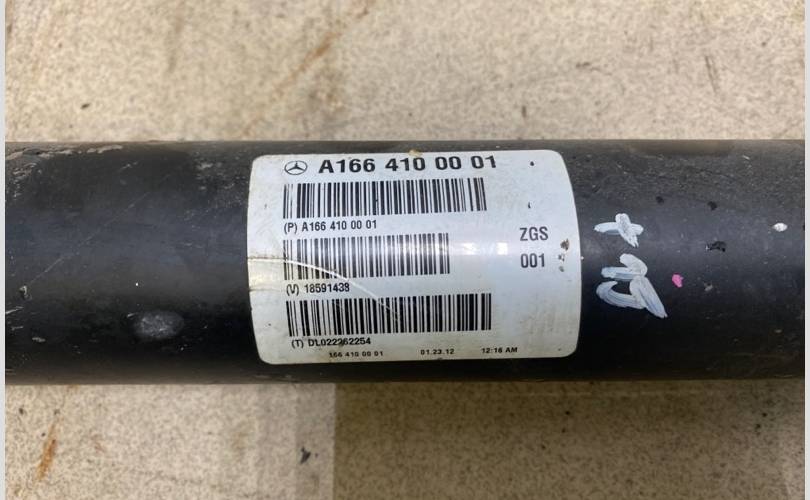 A166 410 00 01
(P) A166 410 00 01
ZGS
001
(V) 18591438
(T) DL022262254
166 410 00 01 01.23.12 12:16 AM